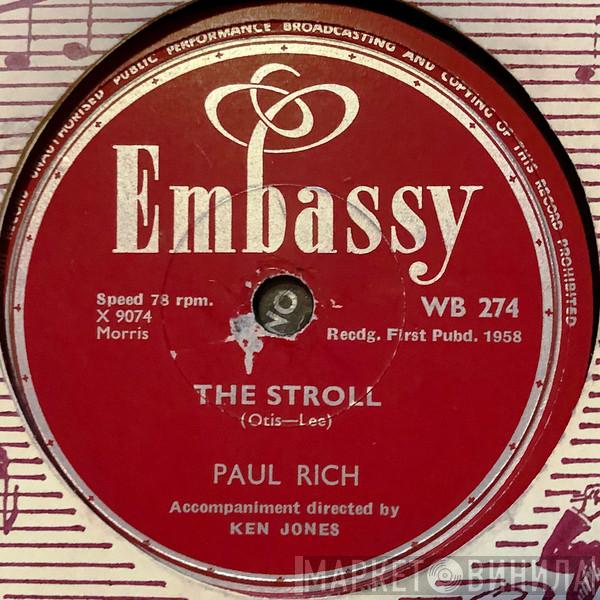 RECORD UNAUTHORISED PUBLIC PERFORMANCE BROADCASTING AND COPYING OF THIS RECORD PROHIBITED
Embassy
Speed 78 rpm.
X 9074
Morris
WB 274
Recdg. First Pubd. 1958
THE STROLL
(Otis—Lee)
PAUL RICH
Accompaniment directed by
KEN JONES
МАРКЕТ ВИНИЛА